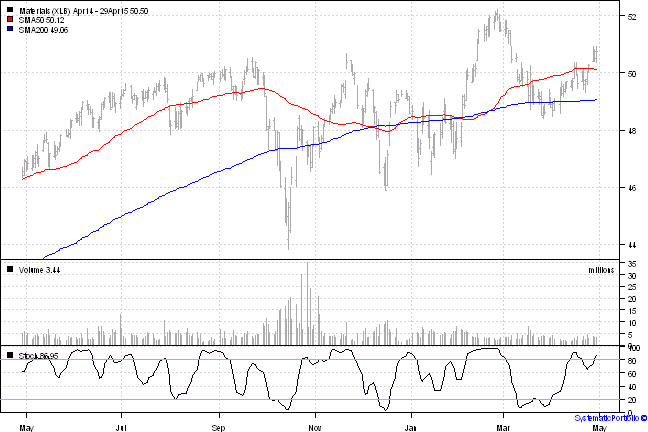 Materials (XLB) Apr14 - 29Apr15 50.50
SMA50 50.12
SMA200 49.06
52
50
48
46
44
Volume 3.44
millions
35
30
25
20
15
10
5
0
100
80
60
40
20
0
May Jul Sep Nov Jan Mar May
SystematicPortfolio ©